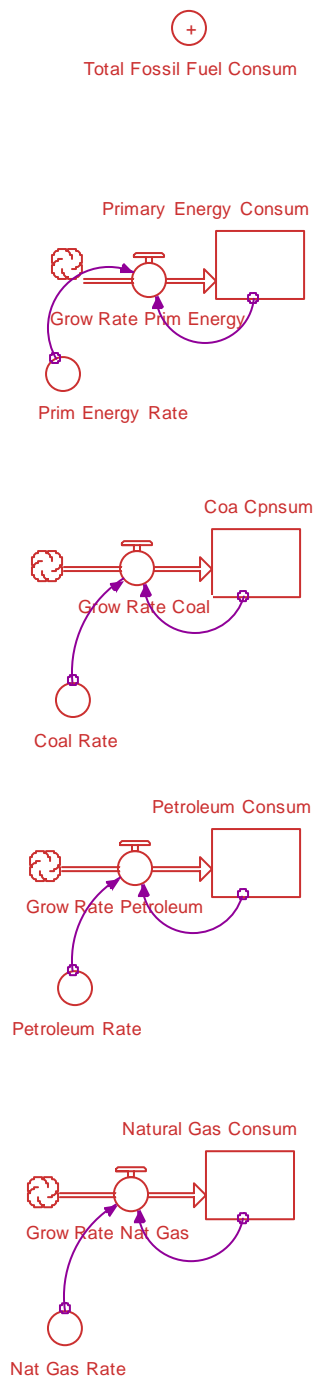 +
Total Fossil Fuel Consum
Primary Energy Consum
Grow Rate Prim Energy
Prim Energy Rate
Coa Cpnsum
Grow Rate Coal
Coal Rate
Petroleum Consum
Grow Rate Petroleum
Petroleum Rate
Natural Gas Consum
Grow Rate Nat Gas
Nat Gas Rate